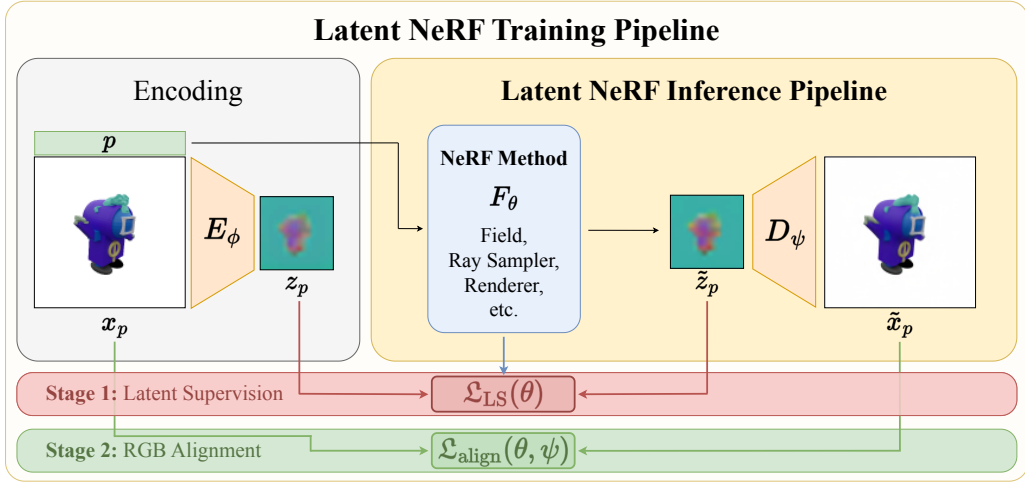 Latent NeRF Training Pipeline
Encoding
p
E_ϕ
z_p
x_p
Latent NeRF Inference Pipeline
NeRF Method
F_θ
Field,
Ray Sampler,
Renderer,
etc.
z̃_p
D_ψ
x̃_p
Stage 1: Latent Supervision
𝔏_LS(θ)
Stage 2: RGB Alignment
𝔏_align(θ, ψ)